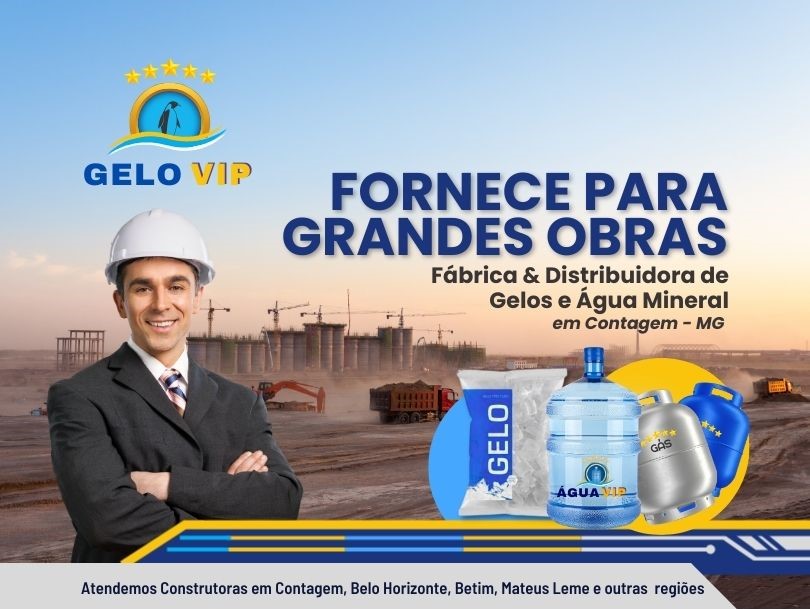 GELO VIP
FORNECE PARA
GRANDES OBRAS
Fábrica & Distribuidora de
Gelos e Água Mineral
em Contagem - MG
GELO
ÁGUA VIP
GÁS
Atendemos Construtoras em Contagem, Belo Horizonte, Betim, Mateus Leme e outras regiões